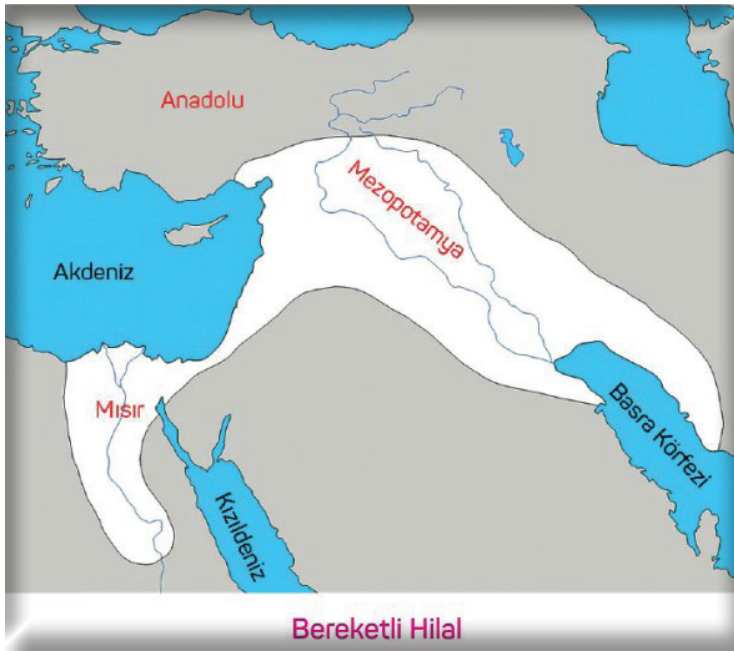 Anadolu
Mezopotamya
Akdeniz
Mısır
Basra Körfezi
Kızıldeniz
Bereketli Hilal